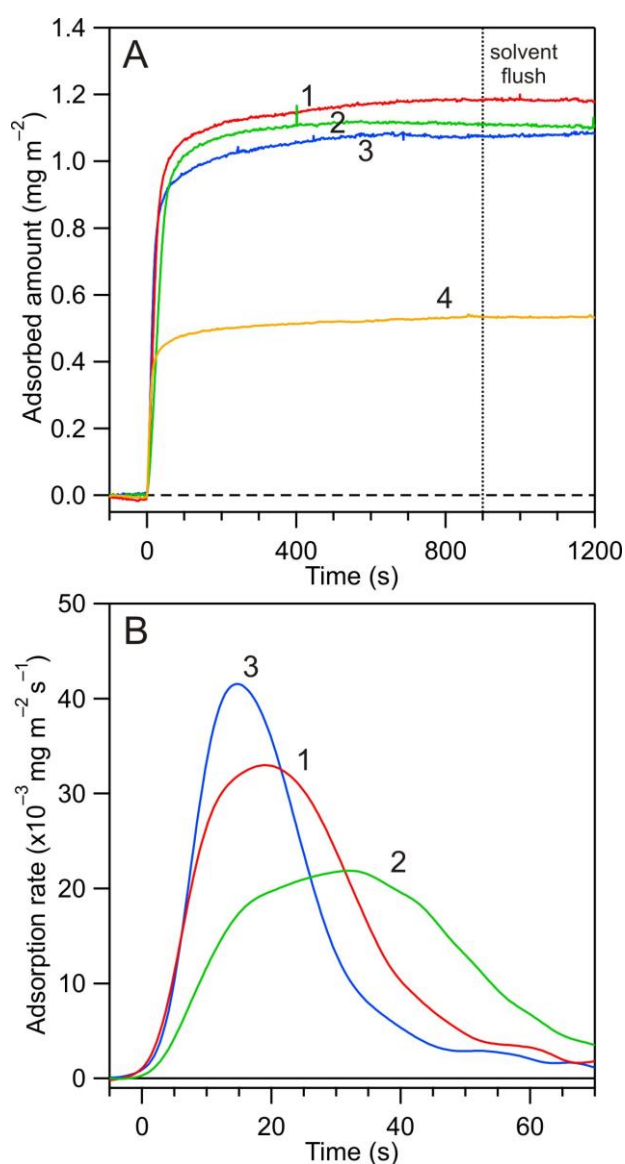 A
solvent
flush
1
2
3
4
Adsorbed amount (mg m⁻²)
1.4
1.2
1.0
0.8
0.6
0.4
0.2
0.0
0 400 800 1200
Time (s)
B
3
1
2
Adsorption rate (x10⁻³ mg m⁻² s⁻¹)
50
40
30
20
10
0
0 20 40 60
Time (s)